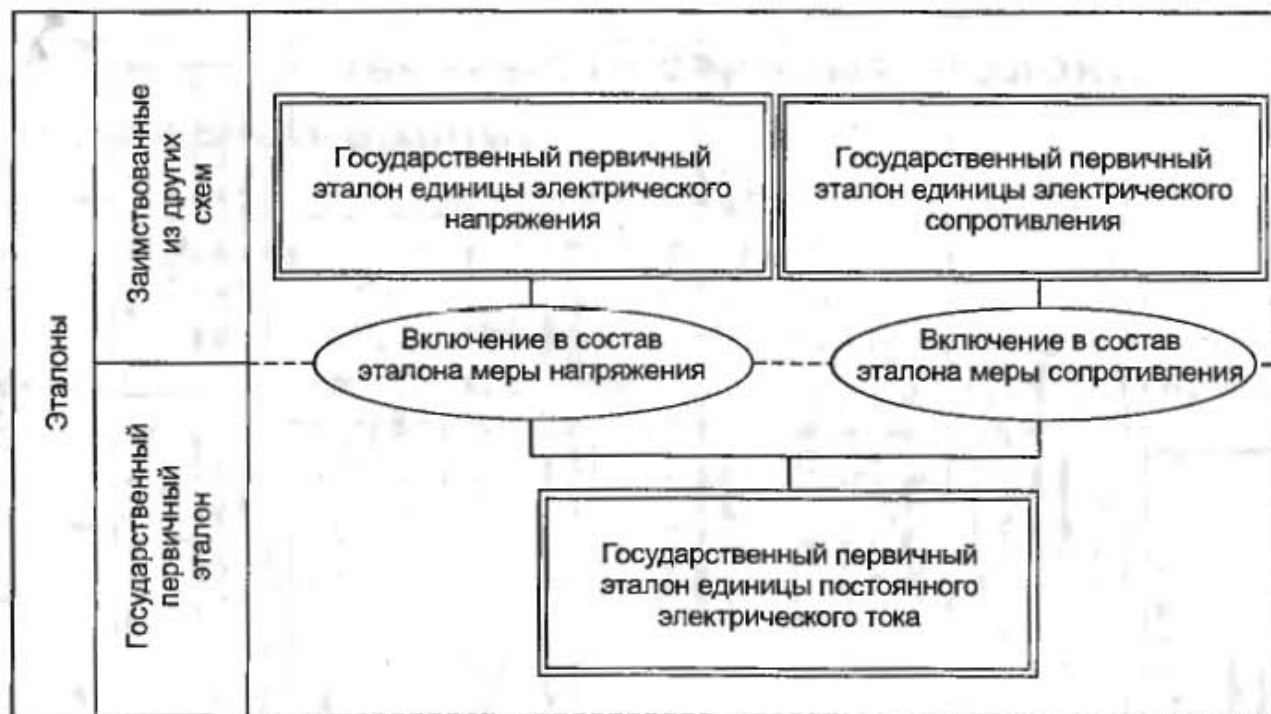 Эталоны
Заимствованные
из других
схем
Государственный первичный
эталон единицы электрического
напряжения
Государственный первичный
эталон единицы электрического
сопротивления
Включение в состав
эталона меры напряжения
Включение в состав
эталона меры сопротивления
Государственный
первичный
эталон
Государственный первичный
эталон единицы постоянного
электрического тока